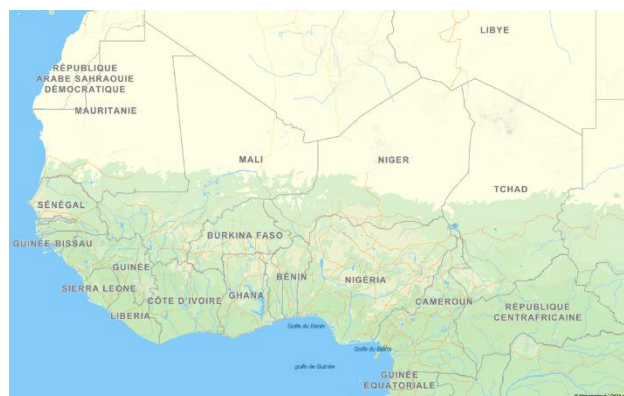 LIBYE
RÉPUBLIQUE
ARABE SAHRAOUIE
DÉMOCRATIQUE
MAURITANIE
MALI
NIGER
TCHAD
SÉNÉGAL
BURKINA FASO
GUINÉE-BISSAU
GUINÉE
BÉNIN
NIGÉRIA
SIERRA LEONE
CÔTE D'IVOIRE
GHANA
CAMEROUN
RÉPUBLIQUE
CENTRAFRICAINE
LIBERIA
Golfe du Bénin
Golfe du Biafra
golfe de Guinée
GUINÉE
ÉQUATORIALE